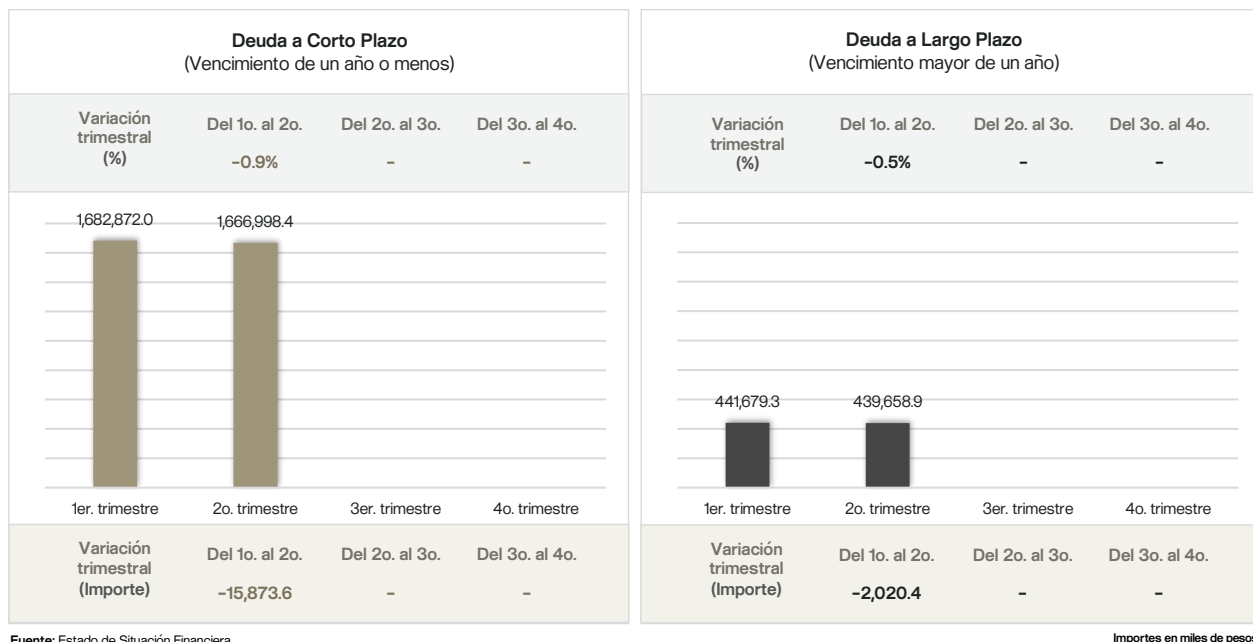 Deuda a Corto Plazo
(Vencimiento de un año o menos)
Variación trimestral (%)
Del 1o. al 2o.
Del 2o. al 3o.
Del 3o. al 4o.
-0.9%
-
-
1,682,872.0
1,666,998.4
1er. trimestre
2o. trimestre
3er. trimestre
4o. trimestre
Variación trimestral (Importe)
Del 1o. al 2o.
Del 2o. al 3o.
Del 3o. al 4o.
-15,873.6
-
-
Deuda a Largo Plazo
(Vencimiento mayor de un año)
Variación trimestral (%)
Del 1o. al 2o.
Del 2o. al 3o.
Del 3o. al 4o.
-0.5%
-
-
441,679.3
439,658.9
1er. trimestre
2o. trimestre
3er. trimestre
4o. trimestre
Variación trimestral (Importe)
Del 1o. al 2o.
Del 2o. al 3o.
Del 3o. al 4o.
-2,020.4
-
-
Fuente: Estado de Situación Financiera
Importes en miles de pesos